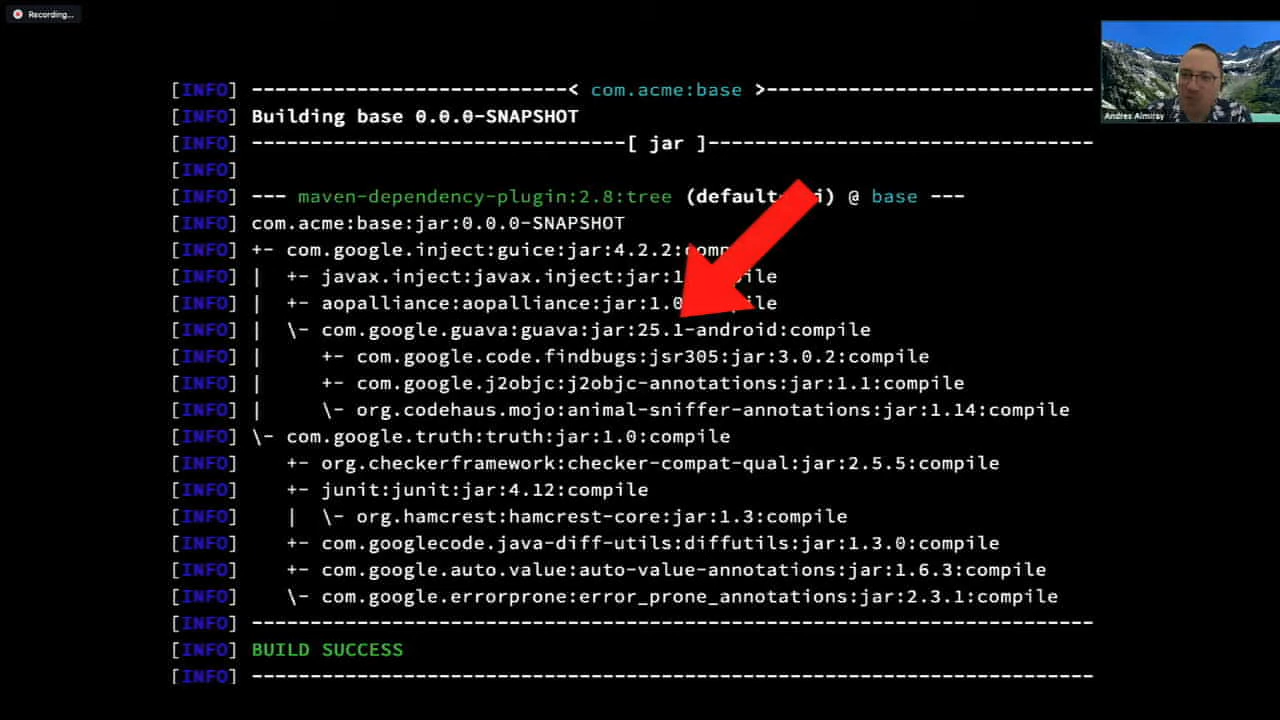 Recording...
Andres Almiray
[INFO] ---------------------------< com.acme:base >----------------------------
[INFO] Building base 0.0.0-SNAPSHOT
[INFO] --------------------------------[ jar ]---------------------------------
[INFO]
[INFO] --- maven-dependency-plugin:2.8:tree (default- i) @ base ---
[INFO] com.acme:base:jar:0.0.0-SNAPSHOT
[INFO] +- com.google.inject:guice:jar:4.2.2:comp
[INFO] |  +- javax.inject:javax.inject:jar:1 pile
[INFO] |  +- aopalliance:aopalliance:jar:1.0 ile
[INFO] |  \- com.google.guava:guava:jar:25.1-android:compile
[INFO] |     +- com.google.code.findbugs:jsr305:jar:3.0.2:compile
[INFO] |     +- com.google.j2objc:j2objc-annotations:jar:1.1:compile
[INFO] |     \- org.codehaus.mojo:animal-sniffer-annotations:jar:1.14:compile
[INFO] \- com.google.truth:truth:jar:1.0:compile
[INFO]    +- org.checkerframework:checker-compat-qual:jar:2.5.5:compile
[INFO]    +- junit:junit:jar:4.12:compile
[INFO]    |  \- org.hamcrest:hamcrest-core:jar:1.3:compile
[INFO]    +- com.googlecode.java-diff-utils:diffutils:jar:1.3.0:compile
[INFO]    +- com.google.auto.value:auto-value-annotations:jar:1.6.3:compile
[INFO]    \- com.google.errorprone:error_prone_annotations:jar:2.3.1:compile
[INFO] ------------------------------------------------------------------------
[INFO] BUILD SUCCESS
[INFO] ------------------------------------------------------------------------